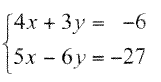 4x + 3y = -6
5x - 6y = -27